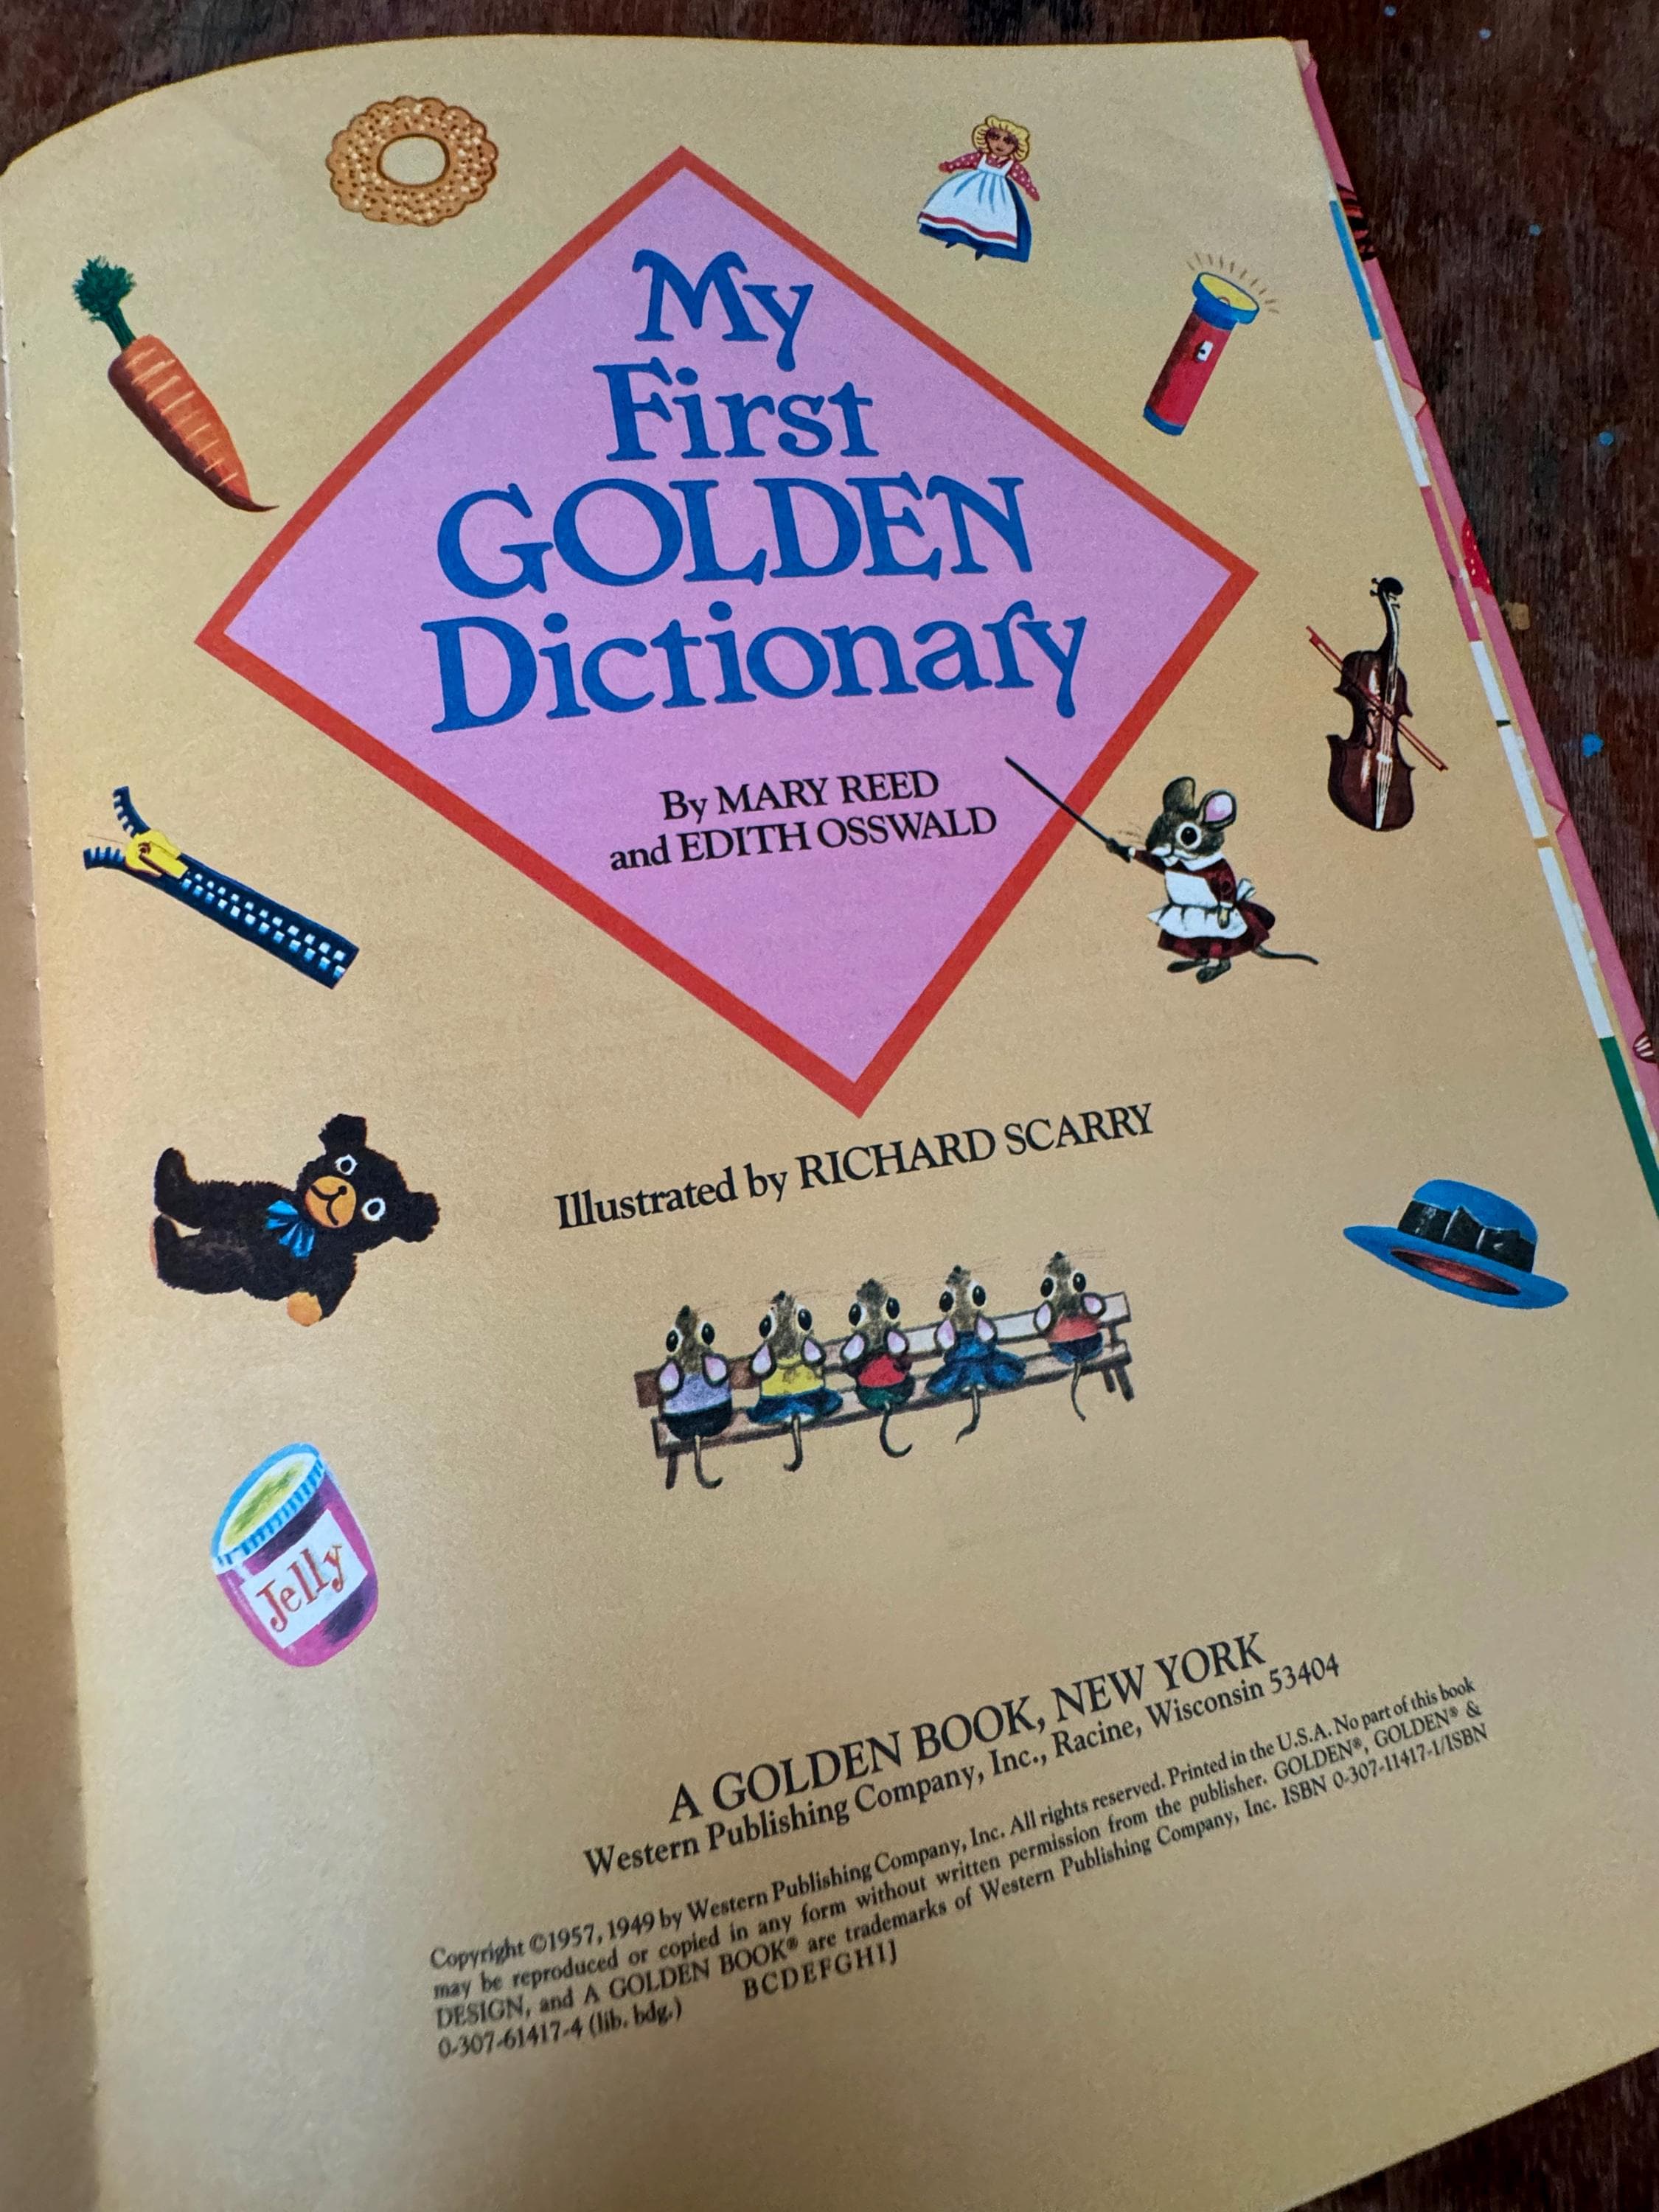 My
First
GOLDEN
Dictionary
By MARY REED
and EDITH OSSWALD
Illustrated by RICHARD SCARRY
Jelly
A GOLDEN BOOK, NEW YORK
Western Publishing Company, Inc., Racine, Wisconsin 53404
Copyright ©1957, 1949 by Western Publishing Company, Inc. All rights reserved. Printed in the U.S.A. No part of this book
may be reproduced or copied in any form without written permission from the publisher. GOLDEN®, GOLDEN® &
DESIGN, and A GOLDEN BOOK® are trademarks of Western Publishing Company, Inc. ISBN 0-307-11417-1/ISBN
0-307-61417-4 (lib. bdg.) BCDEFGHIJ